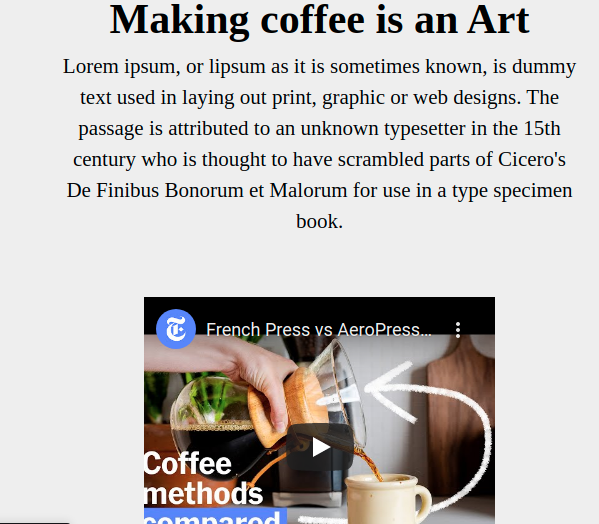 Making coffee is an Art
Lorem ipsum, or lipsum as it is sometimes known, is dummy
text used in laying out print, graphic or web designs. The
passage is attributed to an unknown typesetter in the 15th
century who is thought to have scrambled parts of Cicero's
De Finibus Bonorum et Malorum for use in a type specimen
book.
T
French Press vs AeroPress...
Coffee
methods
compared